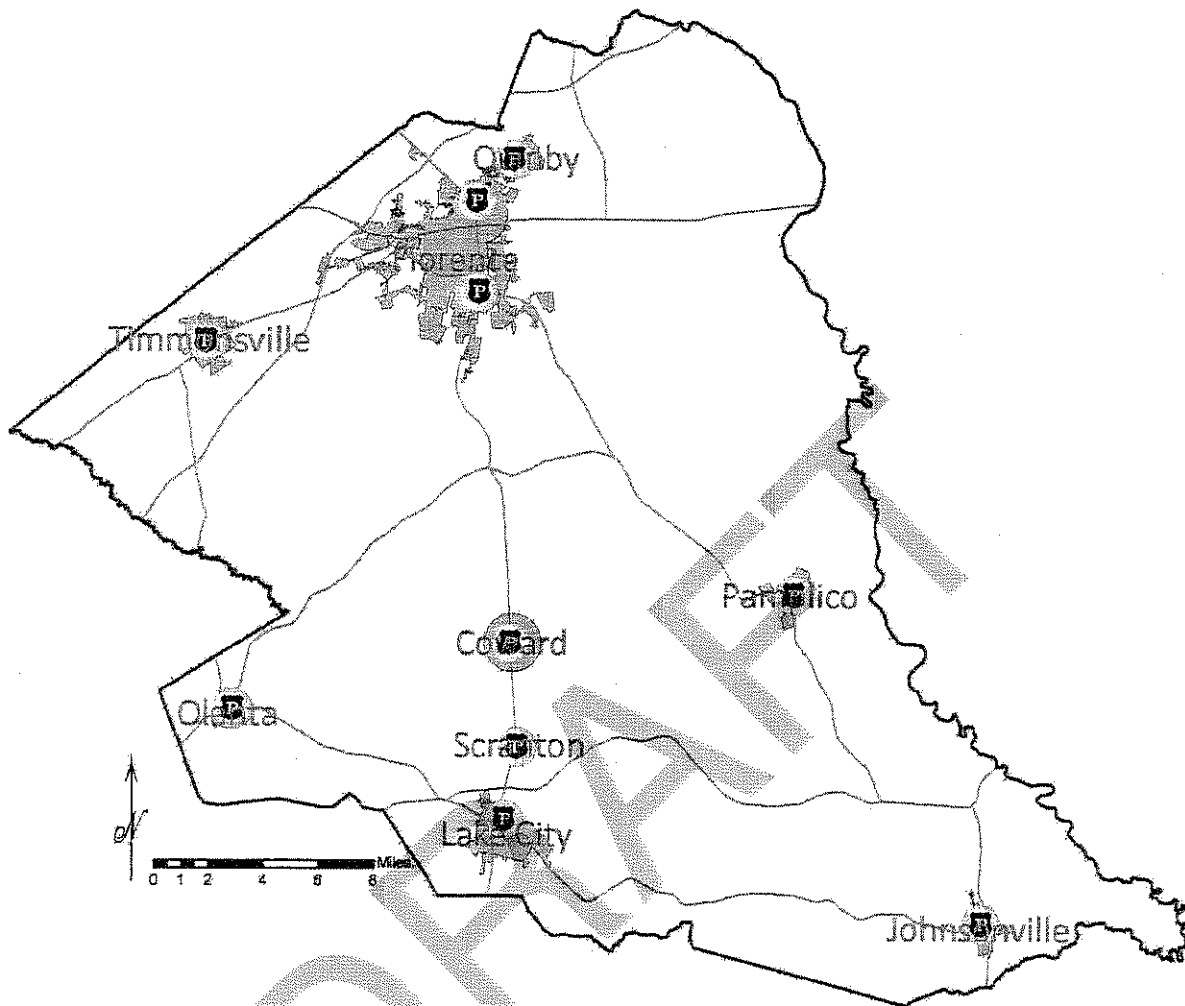 Quinby
P
Florence
P
Timmonsville
Pamplico
P
Coward
Olanta
P
Scranton
Lake City
P
N
Miles
0 1 2 4 6 8
Johnsonville
P
DRAFT